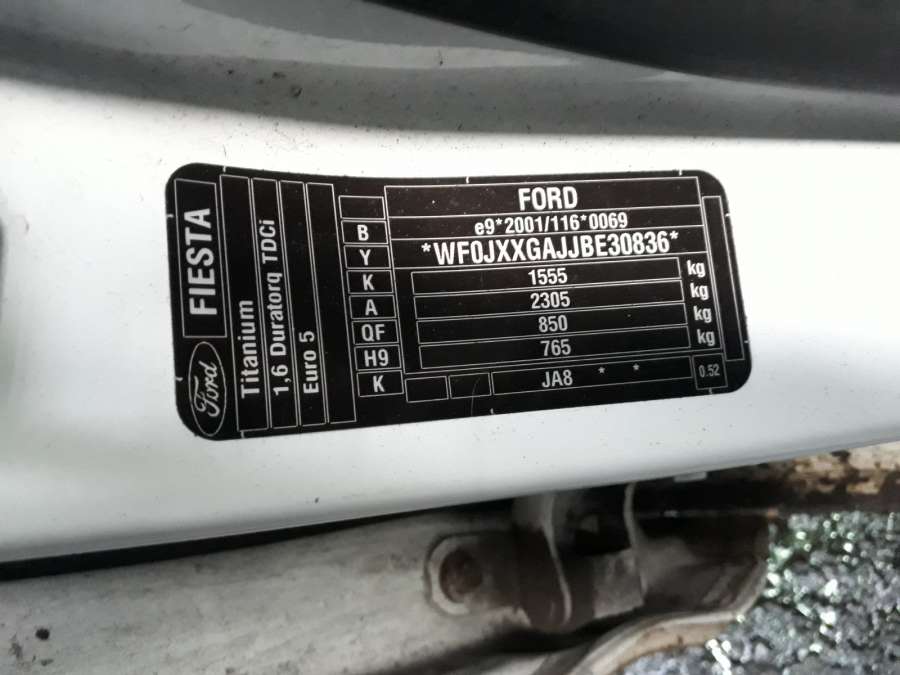 FORD
e9*2001/116*0069
*WF0JXXGAJJBE30836*
1555 kg
2305 kg
850 kg
765 kg
JA8 * * 0.52
B
Y
K
A
QF
H9
K
FIESTA
Titanium
1,6 Duratorq TDCi
Euro 5
Ford